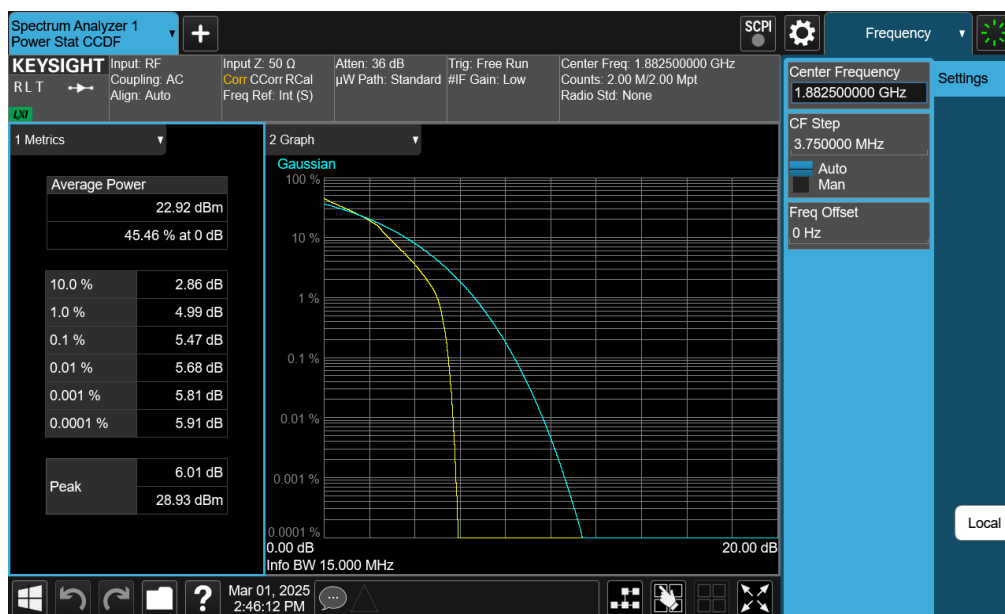 Spectrum Analyzer 1
Power Stat CCDF
+
SCPI
Frequency
KEYSIGHT
R L T
LXI
Input: RF
Coupling: AC
Align: Auto
Input Z: 50 Ω
Corr CCorr RCal
Freq Ref: Int (S)
Atten: 36 dB
µW Path: Standard
Trig: Free Run
#IF Gain: Low
Center Freq: 1.882500000 GHz
Counts: 2.00 M/2.00 Mpt
Radio Std: None
Center Frequency
1.882500000 GHz
Settings
CF Step
3.750000 MHz
Auto
Man
Freq Offset
0 Hz
Local
1 Metrics
Average Power
22.92 dBm
45.46 % at 0 dB
10.0 % 2.86 dB
1.0 % 4.99 dB
0.1 % 5.47 dB
0.01 % 5.68 dB
0.001 % 5.81 dB
0.0001 % 5.91 dB
Peak
6.01 dB
28.93 dBm
2 Graph
Gaussian
100 %
10 %
1 %
0.1 %
0.01 %
0.001 %
0.0001 %
0.00 dB 20.00 dB
Info BW 15.000 MHz
?
Mar 01, 2025
2:46:12 PM